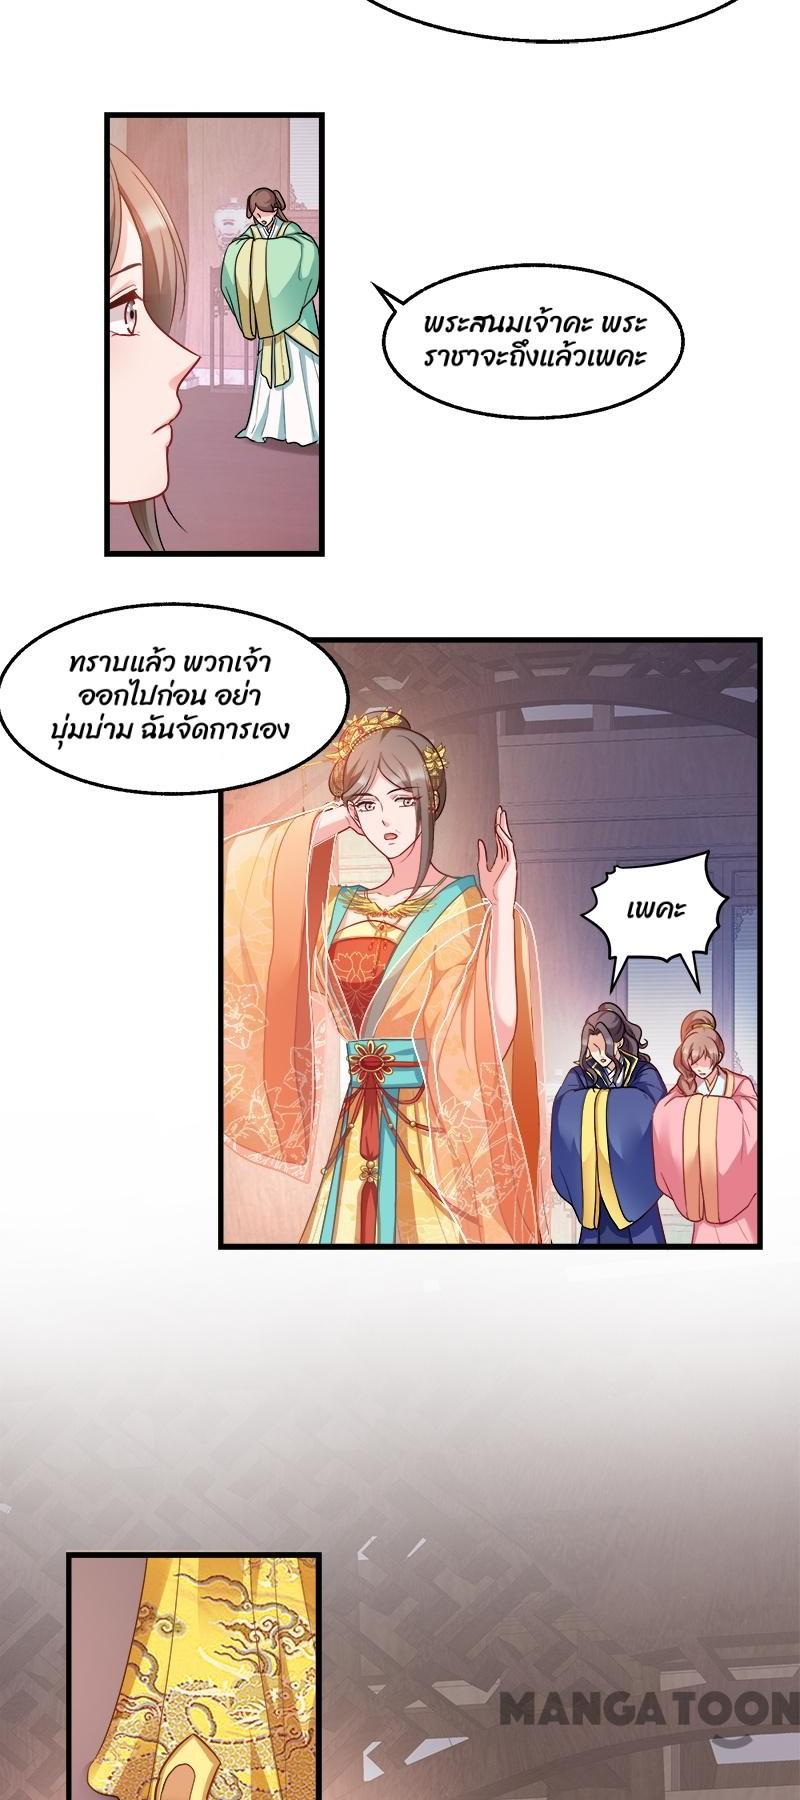 พระสนมเจ้าคะ พระ
ราชาจะถึงแล้วเพคะ
ทราบแล้ว พวกเจ้า
ออกไปก่อน อย่า
บุ่มบ่าม ฉันจัดการเอง
เพคะ
MANGATOON